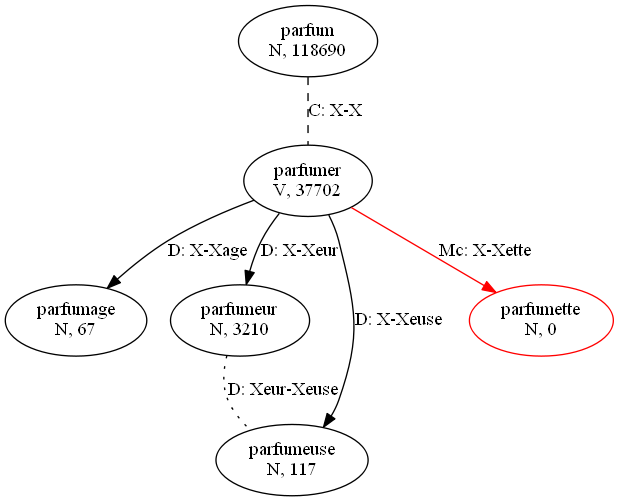 parfum
N, 118690
C: X-X
parfumer
V, 37702
D: X-Xage
D: X-Xeur
Mc: X-Xette
parfumage
N, 67
parfumeur
N, 3210
D: X-Xeuse
parfumette
N, 0
D: Xeur-Xeuse
parfumeuse
N, 117